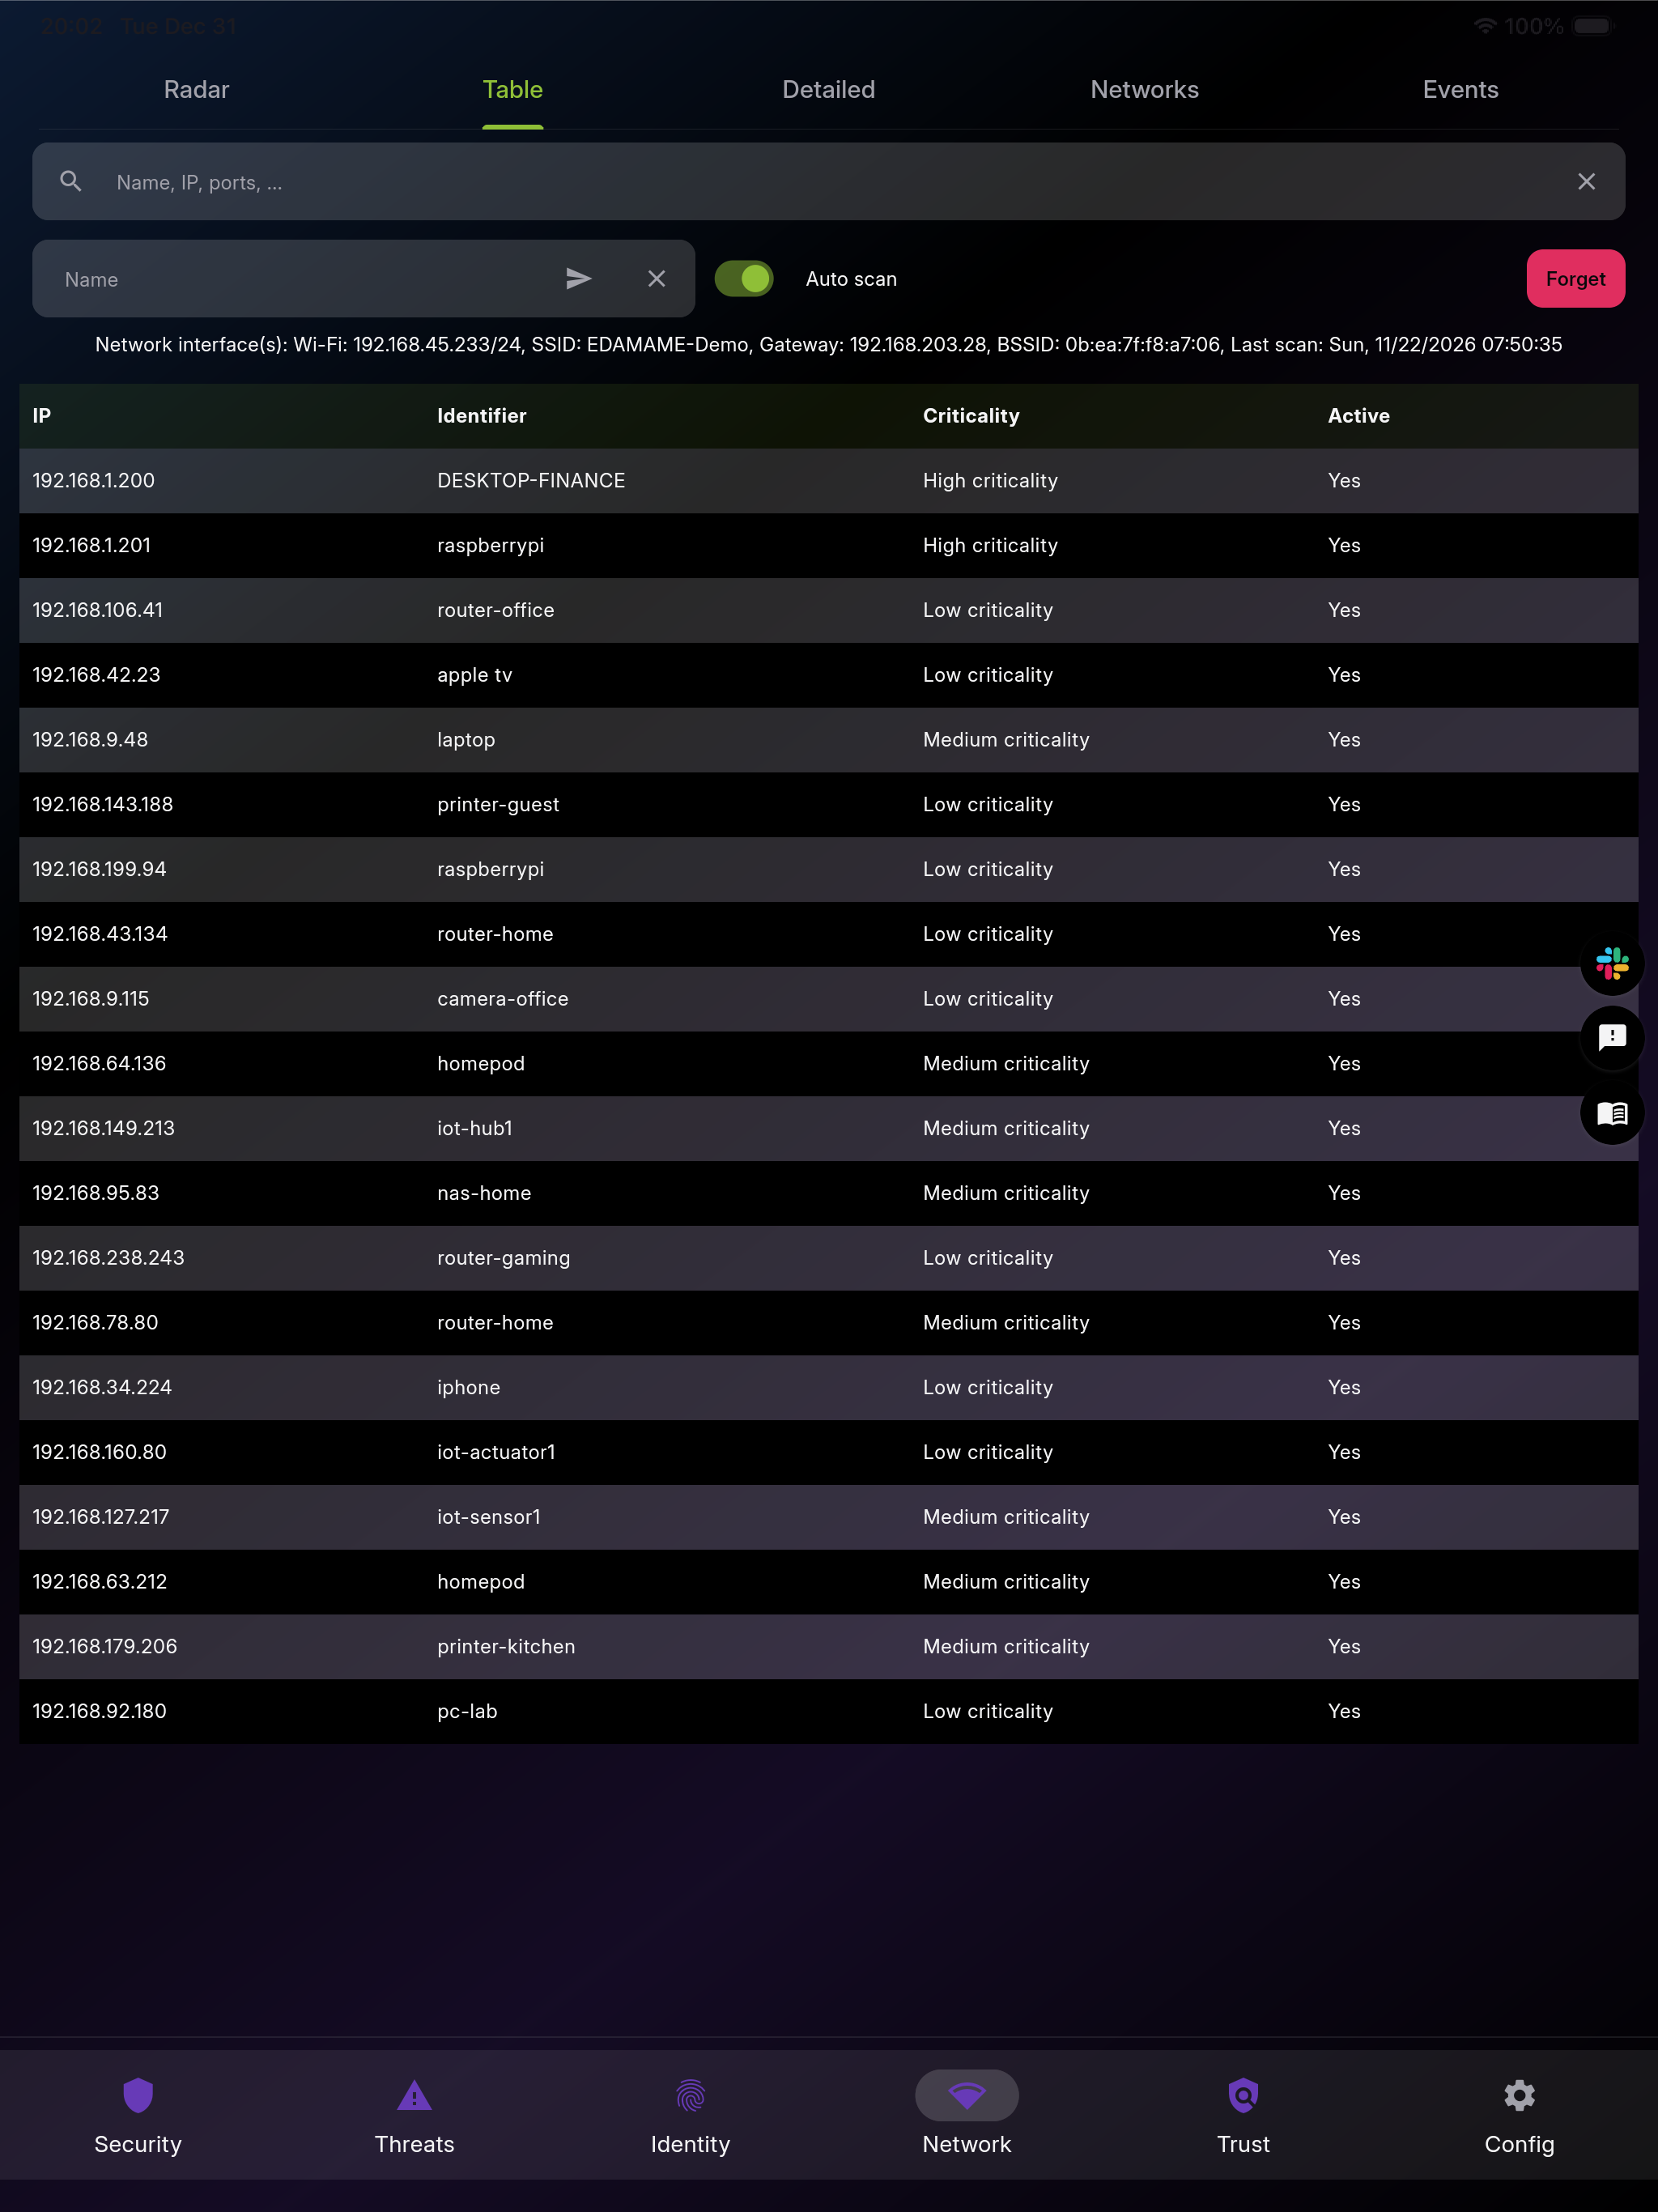 20:02 Tue Dec 31 100%
Radar Table Detailed Networks Events
Name, IP, ports, ...
Name Auto scan Forget
Network interface(s): Wi-Fi: 192.168.45.233/24, SSID: EDAMAME-Demo, Gateway: 192.168.203.28, BSSID: 0b:ea:7f:f8:a7:06, Last scan: Sun, 11/22/2026 07:50:35
IP Identifier Criticality Active
192.168.1.200 DESKTOP-FINANCE High criticality Yes
192.168.1.201 raspberrypi High criticality Yes
192.168.106.41 router-office Low criticality Yes
192.168.42.23 apple tv Low criticality Yes
192.168.9.48 laptop Medium criticality Yes
192.168.143.188 printer-guest Low criticality Yes
192.168.199.94 raspberrypi Low criticality Yes
192.168.43.134 router-home Low criticality Yes
192.168.9.115 camera-office Low criticality Yes
192.168.64.136 homepod Medium criticality Yes
192.168.149.213 iot-hub1 Medium criticality Yes
192.168.95.83 nas-home Medium criticality Yes
192.168.238.243 router-gaming Low criticality Yes
192.168.78.80 router-home Medium criticality Yes
192.168.34.224 iphone Low criticality Yes
192.168.160.80 iot-actuator1 Low criticality Yes
192.168.127.217 iot-sensor1 Medium criticality Yes
192.168.63.212 homepod Medium criticality Yes
192.168.179.206 printer-kitchen Medium criticality Yes
192.168.92.180 pc-lab Low criticality Yes
Security Threats Identity Network Trust Config